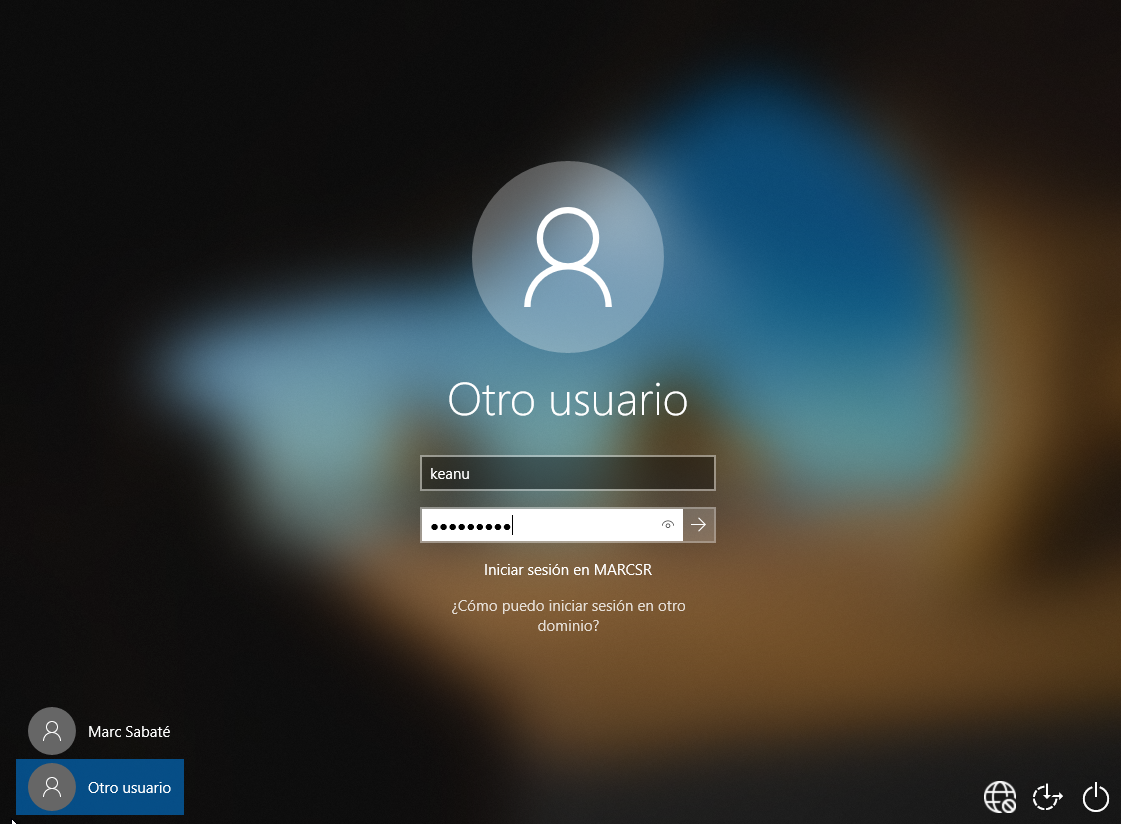 Otro usuario
keanu
●●●●●●●●●
Iniciar sesión en MARCSR
¿Cómo puedo iniciar sesión en otro
dominio?
Marc Sabaté
Otro usuario